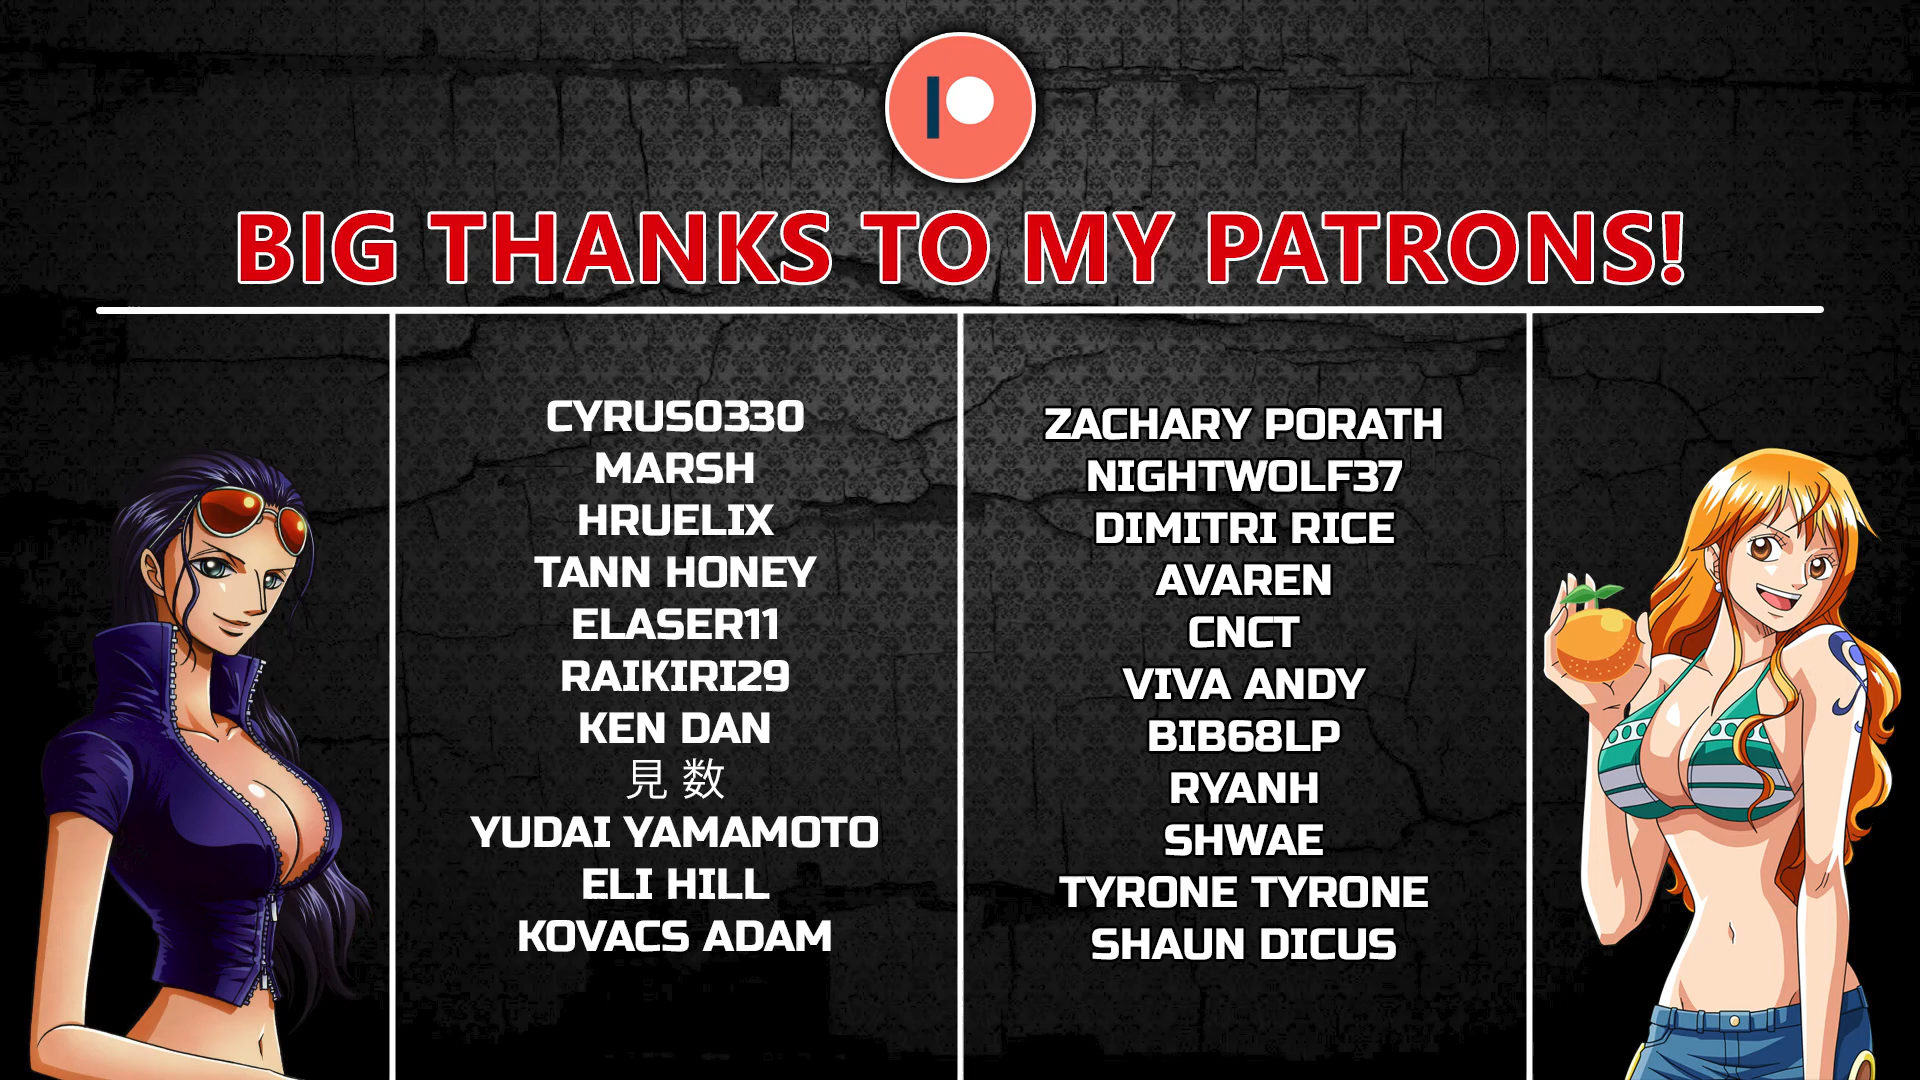 BIG THANKS TO MY PATRONS!
CYRUS0330
MARSH
HRUELIX
TANN HONEY
ELASER11
RAIKIRI29
KEN DAN
見 数
YUDAI YAMAMOTO
ELI HILL
KOVACS ADAM
ZACHARY PORATH
NIGHTWOLF37
DIMITRI RICE
AVAREN
CNCT
VIVA ANDY
BIB68LP
RYANH
SHWAE
TYRONE TYRONE
SHAUN DICUS